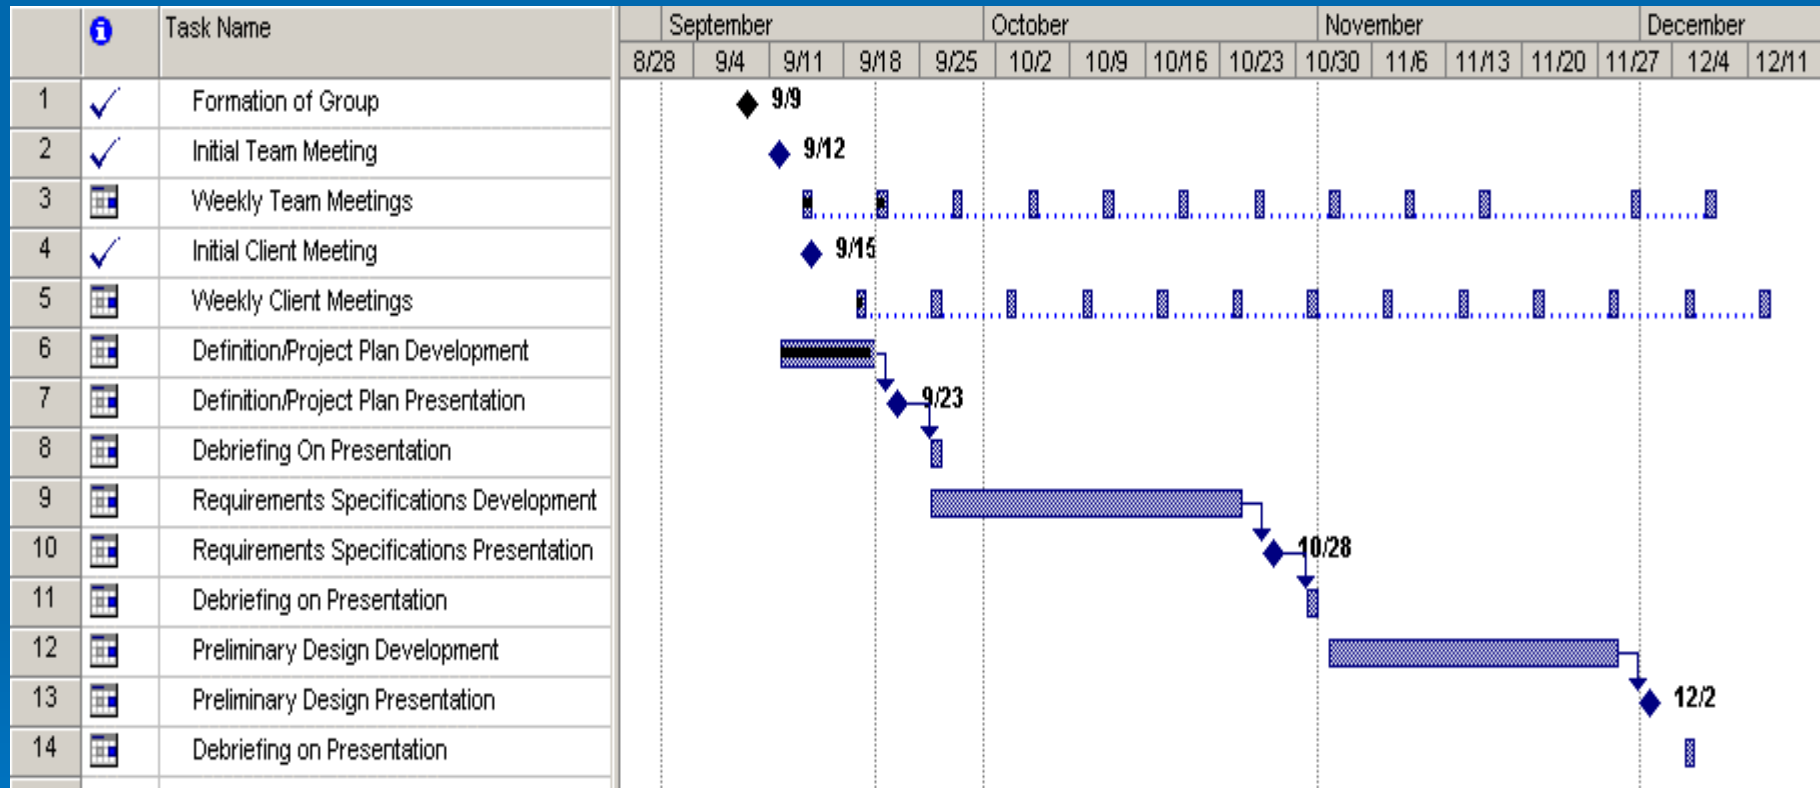 i Task Name September October November December
8/28 9/4 9/11 9/18 9/25 10/2 10/9 10/16 10/23 10/30 11/6 11/13 11/20 11/27 12/4 12/11
1 Formation of Group 9/9
2 Initial Team Meeting 9/12
3 Weekly Team Meetings
4 Initial Client Meeting 9/15
5 Weekly Client Meetings
6 Definition/Project Plan Development
7 Definition/Project Plan Presentation 9/23
8 Debriefing On Presentation
9 Requirements Specifications Development
10 Requirements Specifications Presentation 10/28
11 Debriefing on Presentation
12 Preliminary Design Development
13 Preliminary Design Presentation 12/2
14 Debriefing on Presentation